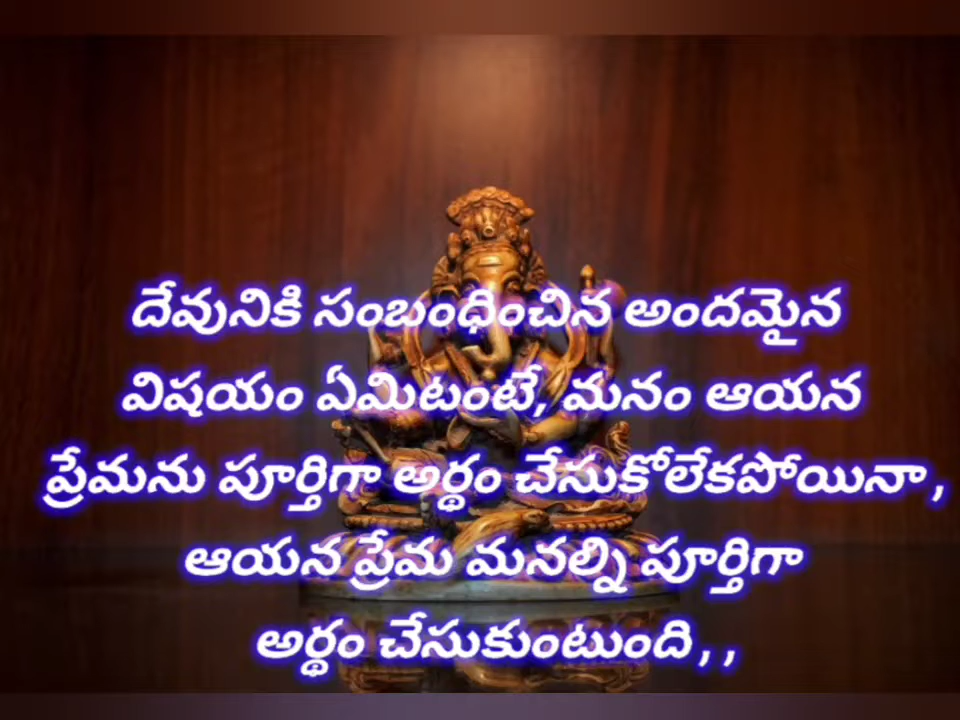 దేవునికి సంబంధించిన అందమైన
విషయం ఏమిటంటే, మనం ఆయన
ప్రేమను పూర్తిగా అర్థం చేసుకోలేకపోయినా,
ఆయన ప్రేమ మనల్ని పూర్తిగా
అర్థం చేసుకుంటుంది,,